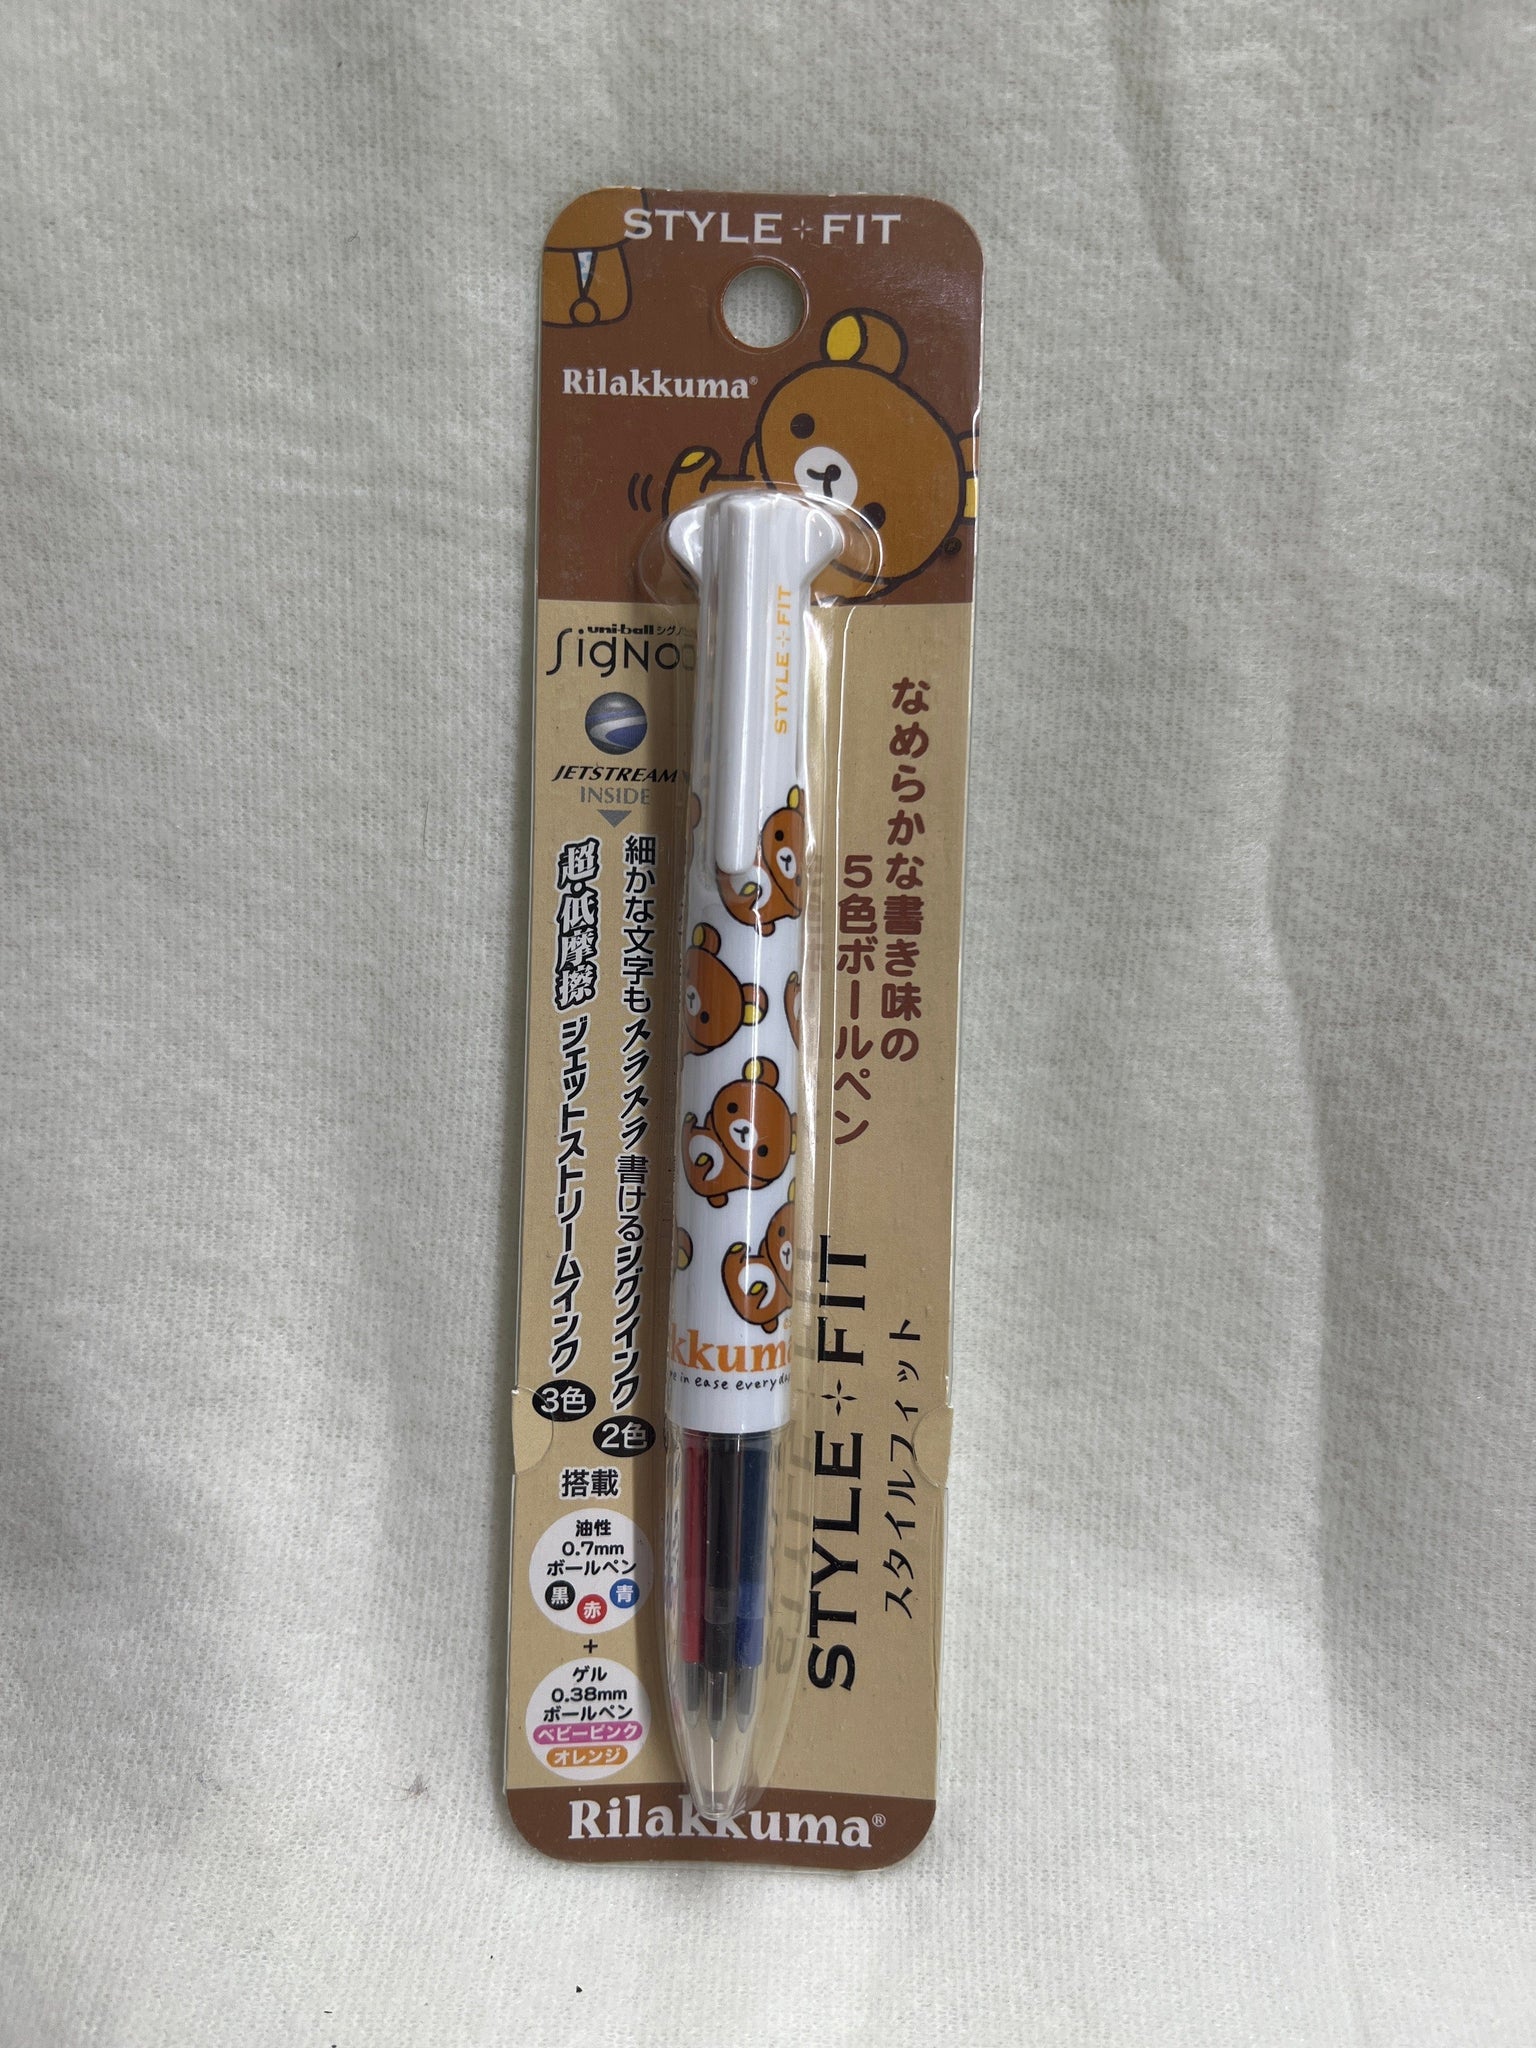 STYLE FIT
Rilakkuma®
uni-ball シグノ
SigNo
JETSTREAM
INSIDE
細かな文字もスラスラ書けるシグノインク
2色
超・低摩擦ジェットストリームインク
3色
搭載
油性
0.7mm
ボールペン
黒 赤 青
+
ゲル
0.38mm
ボールペン
ベビーピンク
オレンジ
STYLE FIT
kkuma
in ease every day
なめらかな書き味の
5色ボールペン
STYLE FIT
スタイルフィット
Rilakkuma®